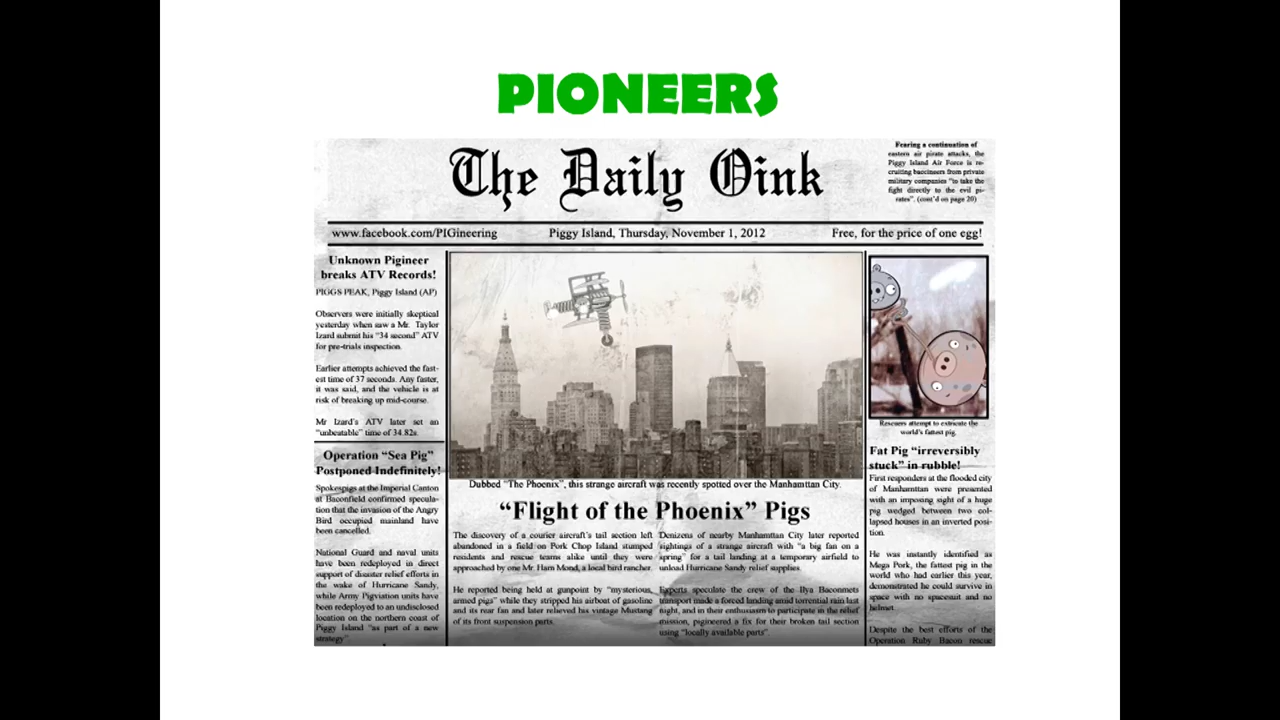 PIONEERS
The Daily Oink
Fearing a continuation of
eastern air pirate attacks, the
Piggy Island Air Force is re-
cruiting baccineers from private
military companies "to take the
fight directly to the evil pi-
rates". (cont'd on page 20)
www.facebook.com/PIGineering
Piggy Island, Thursday, November 1, 2012
Free, for the price of one egg!
Unknown Pigineer
breaks ATV Records!
PIGGS PEAK, Piggy Island (AP)
Observers were initially skeptical
yesterday when saw a Mr. Taylor
Izard submit his "34 second" ATV
for pre-trials inspection.
Earlier attempts achieved the fast-
est time of 37 seconds. Any faster,
it was said, and the vehicle is at
risk of breaking up mid-course.
Mr Izard's ATV later set an
"unbeatable" time of 34.82s.
Operation "Sea Pig"
Postponed Indefinitely!
Spokespigs at the Imperial Canton
at Baconfield confirmed specula-
tion that the invasion of the Angry
Bird occupied mainland have
been cancelled.
National Guard and naval units
have been redeployed in direct
support of disaster relief efforts in
the wake of Hurricane Sandy,
while Army Pigviation units have
been redeployed to an undisclosed
location on the northern coast of
Piggy Island "as part of a new
strategy".
Dubbed "The Phoenix", this strange aircraft was recently spotted over the Manhamttan City.
"Flight of the Phoenix" Pigs
The discovery of a courier aircraft's tail section left
abandoned in a field on Pork Chop Island stumped
residents and rescue teams alike until they were
approached by one Mr. Ham Mond, a local bird rancher.
He reported being held at gunpoint by "mysterious,
armed pigs" while they stripped his airboat of gasoline
and its rear fan and later relieved his vintage Mustang
of its front suspension parts.
Denizens of nearby Manhamttan City later reported
sightings of a strange aircraft with "a big fan on a
spring" for a tail landing at a temporary airfield to
unload Hurricane Sandy relief supplies.
Experts speculate the crew of the Ilya Baconmets
transport made a forced landing amid torrential rain last
night, and in their enthusiasm to participate in the relief
mission, pigineered a fix for their broken tail section
using "locally available parts".
Rescuers attempt to extricate the
world's fattest pig.
Fat Pig "irreversibly
stuck" in rubble!
First responders at the flooded city
of Manhamttan were presented
with an imposing sight of a huge
pig wedged between two col-
lapsed houses in an inverted posi-
tion.
He was instantly identified as
Mega Pork, the fattest pig in the
world who had earlier this year,
demonstrated he could survive in
space with no spacesuit and no
helmet.
Despite the best efforts of the
Operation Ruby Bacon rescue